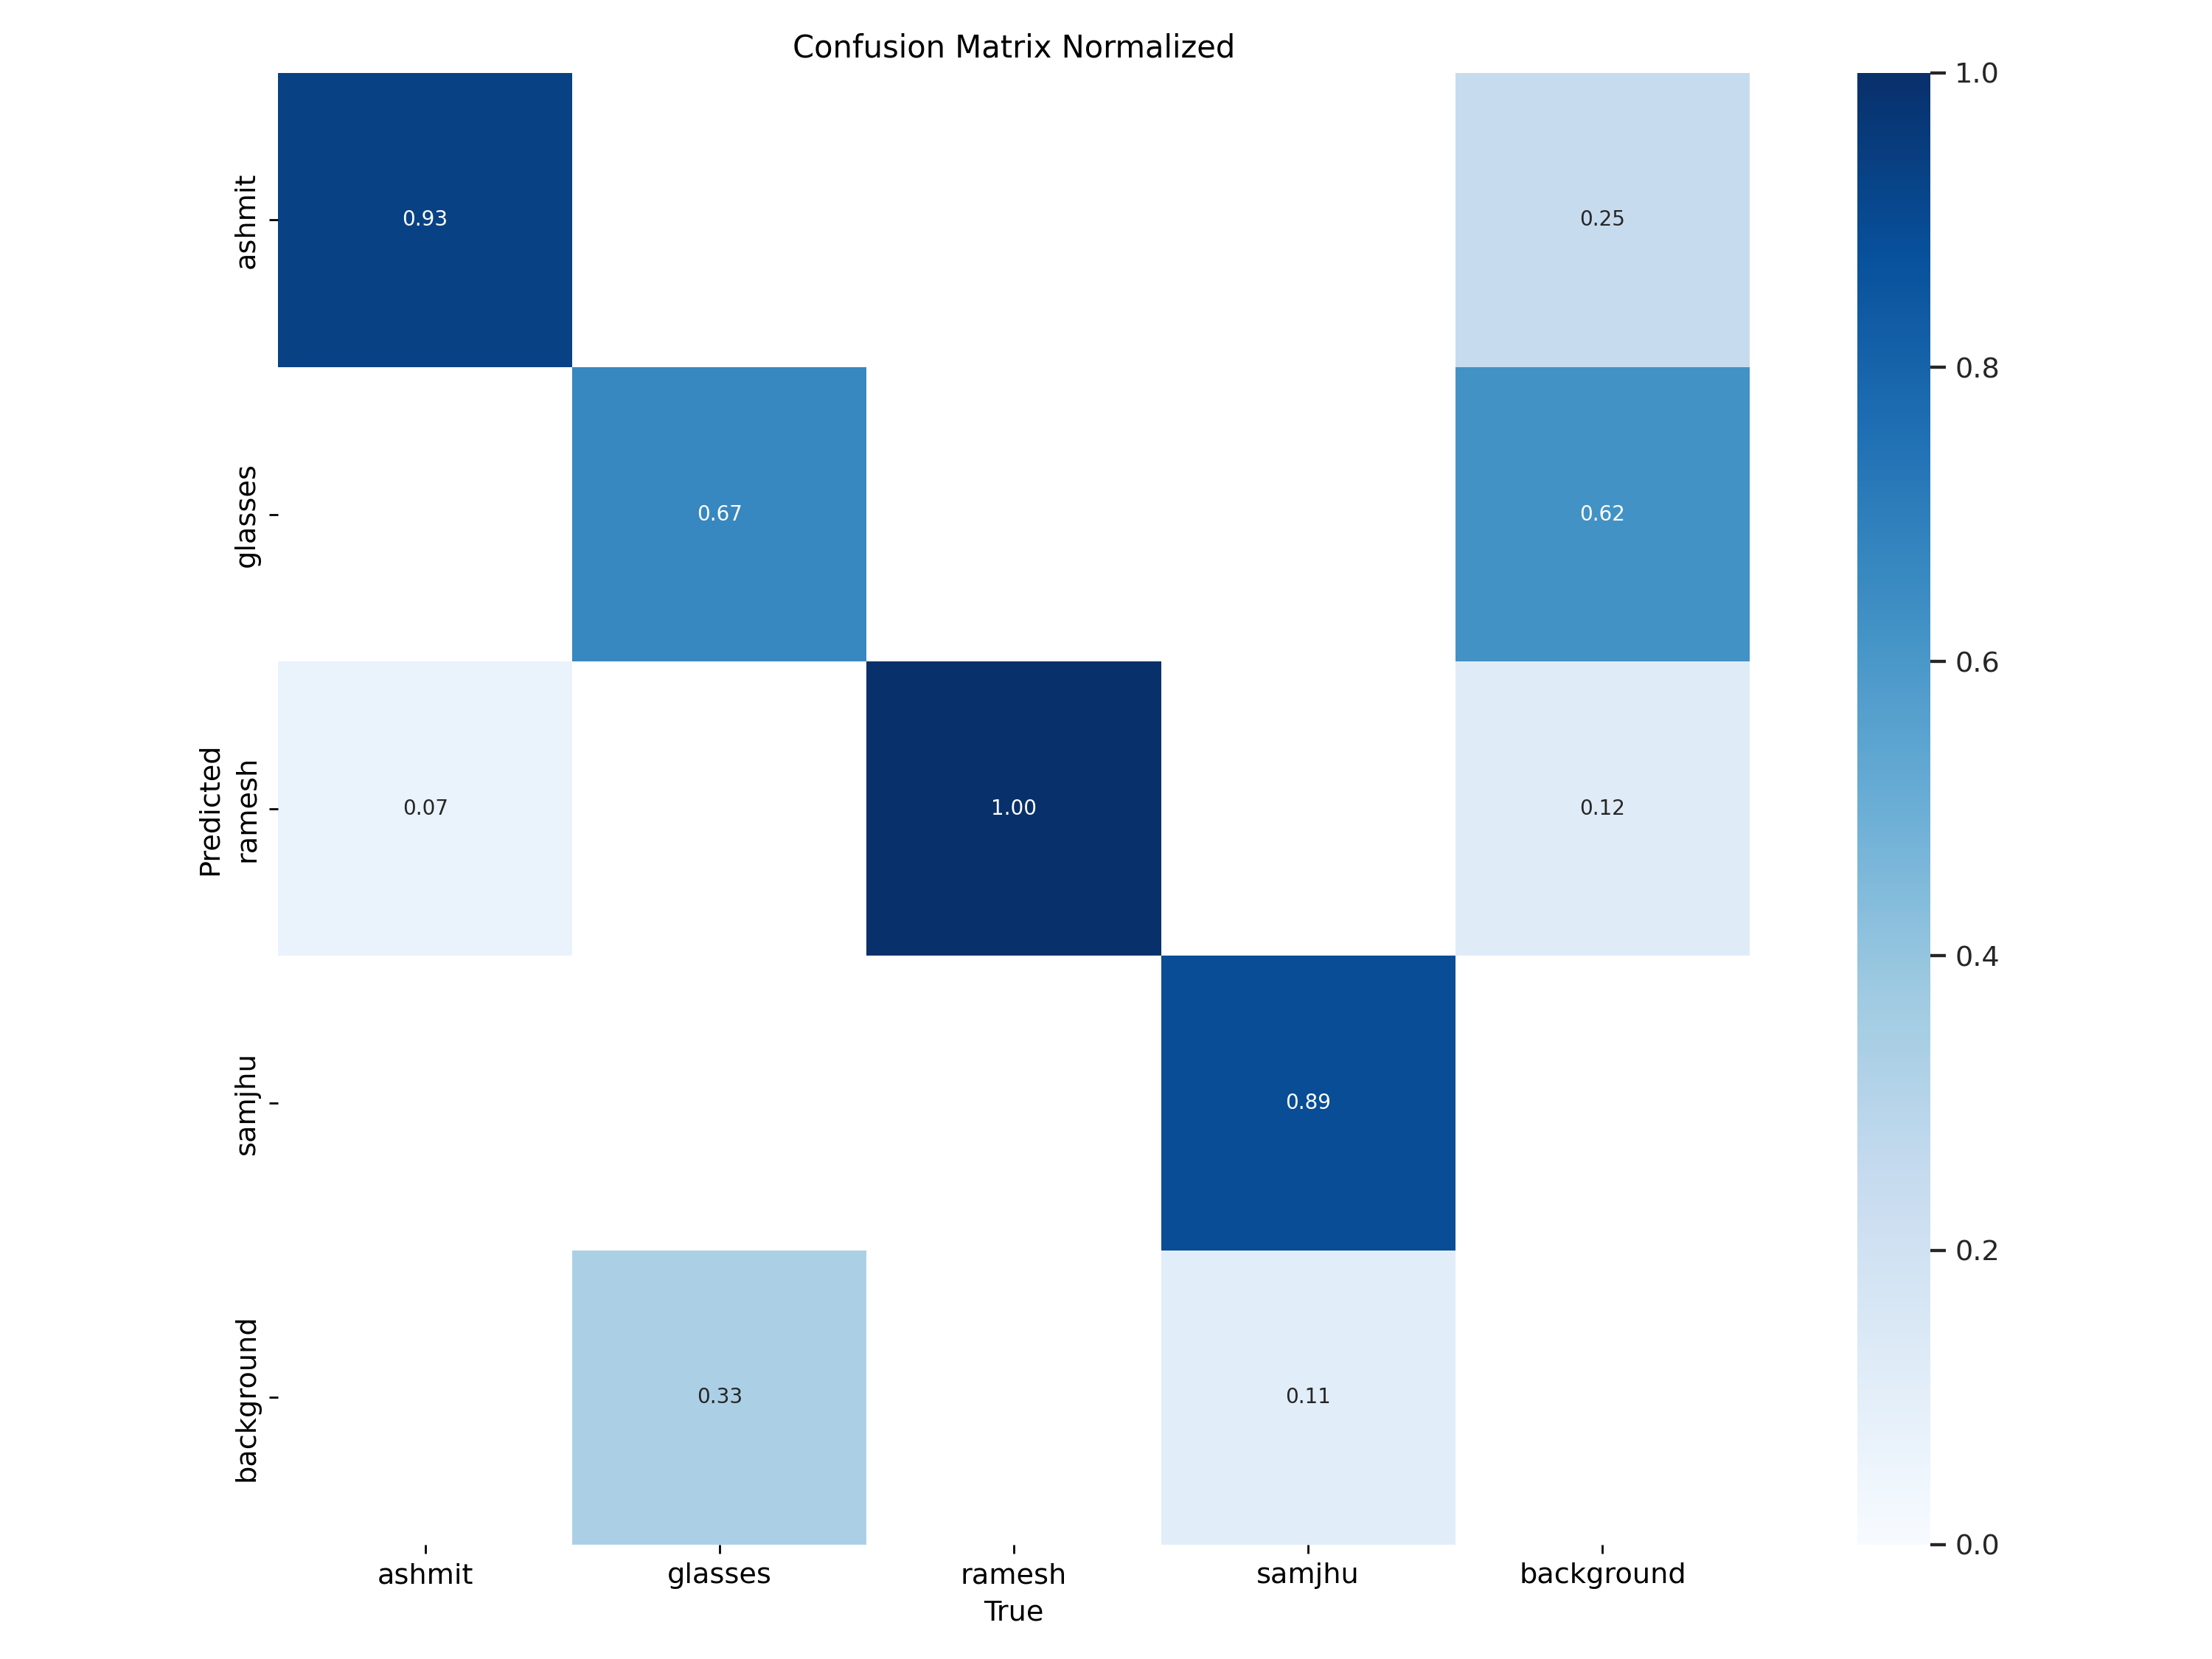 Confusion Matrix Normalized
ashmit
glasses
ramesh
samjhu
background
Predicted
0.93
0.25
0.67
0.62
0.07
1.00
0.12
0.89
0.33
0.11
ashmit
glasses
ramesh
samjhu
background
True
1.0
0.8
0.6
0.4
0.2
0.0